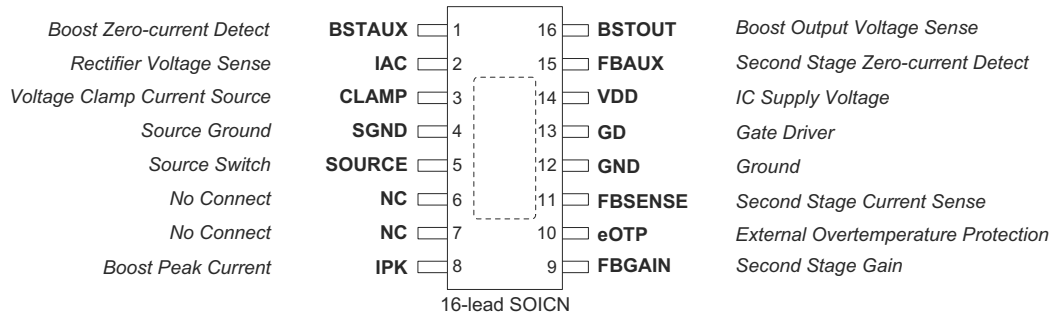 Boost Zero-current Detect BSTAUX 1 16 BSTOUT Boost Output Voltage Sense
Rectifier Voltage Sense IAC 2 15 FBAUX Second Stage Zero-current Detect
Voltage Clamp Current Source CLAMP 3 14 VDD IC Supply Voltage
Source Ground SGND 4 13 GD Gate Driver
Source Switch SOURCE 5 12 GND Ground
No Connect NC 6 11 FBSENSE Second Stage Current Sense
No Connect NC 7 10 eOTP External Overtemperature Protection
Boost Peak Current IPK 8 9 FBGAIN Second Stage Gain
16-lead SOICN